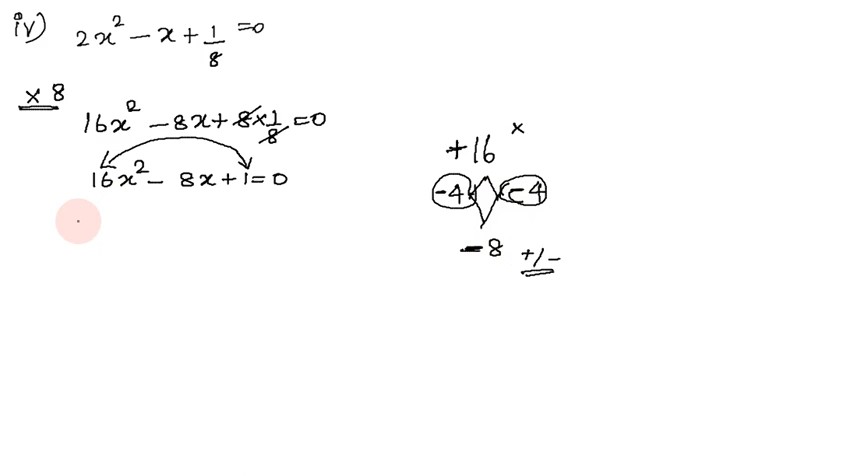 iv) 2x² - x + 1/8 = 0
× 8
16x² - 8x + 8 × 1/8 = 0
16x² - 8x + 1 = 0
+16 ×
-4 -4
-8 +/-